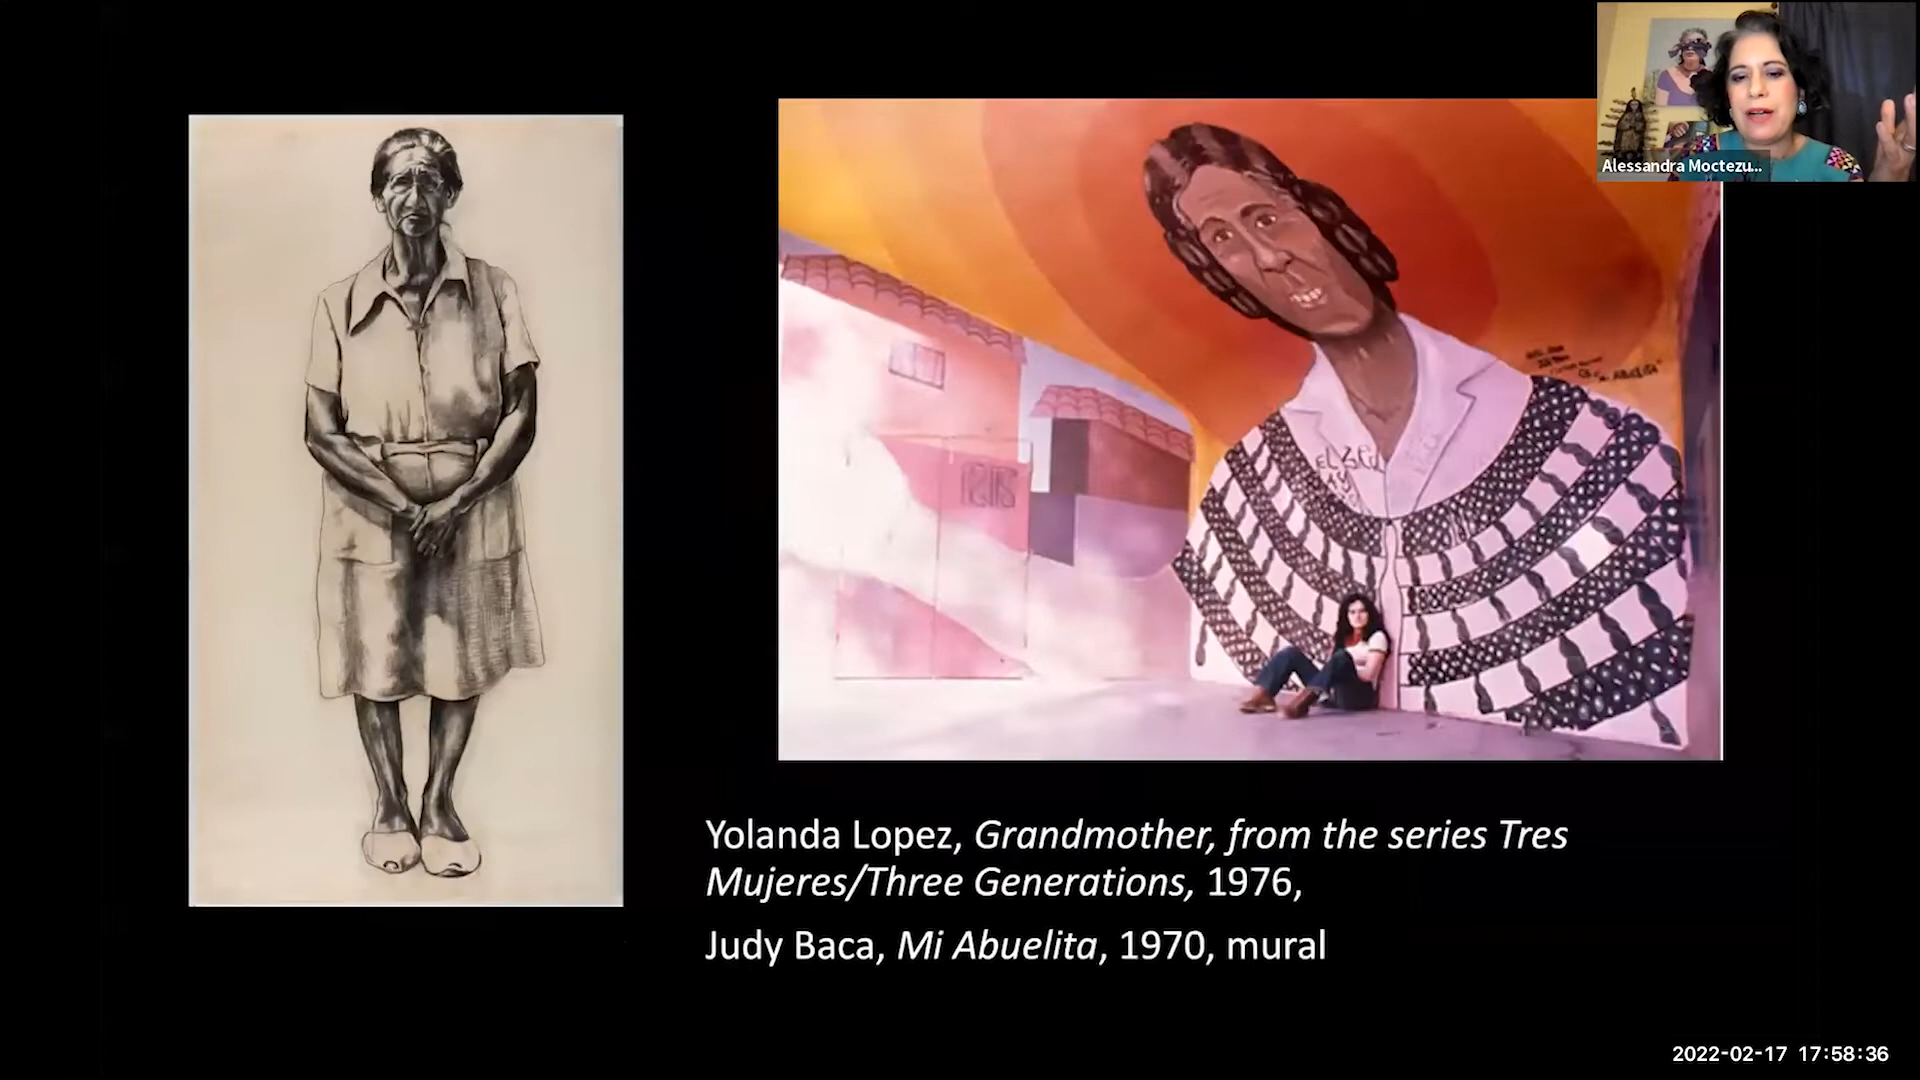 Alessandra Moctezu...
Yolanda Lopez, Grandmother, from the series Tres
Mujeres/Three Generations, 1976,
Judy Baca, Mi Abuelita, 1970, mural
2022-02-17 17:58:36